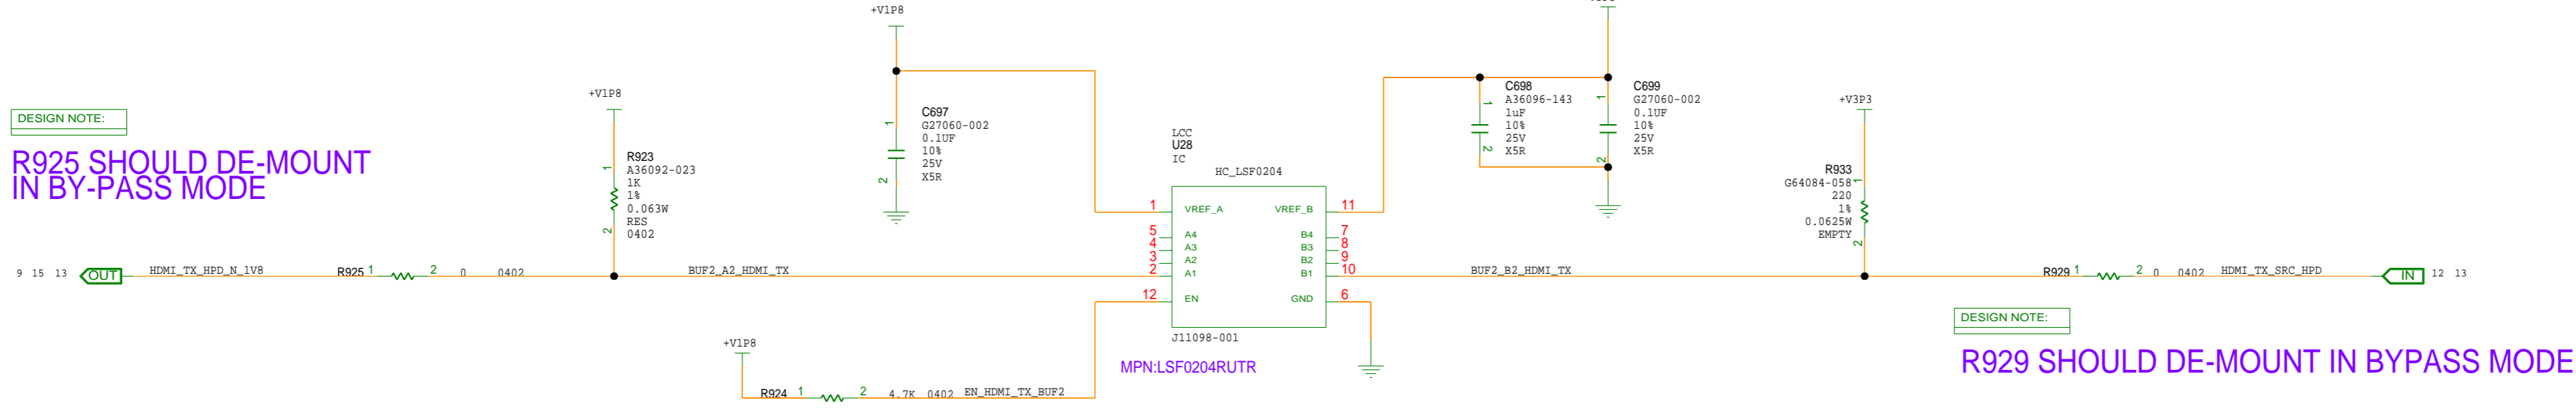 +V1P8
+V1P8
DESIGN NOTE:
R925 SHOULD DE-MOUNT
IN BY-PASS MODE
R923
A36092-023
1K
1%
0.063W
RES
0402
1
2
C697
G27060-002
0.1UF
10%
25V
X5R
1
2
LCC
U28
IC
HC_LSF0204
C698
A36096-143
1uF
10%
25V
X5R
1
2
C699
G27060-002
0.1UF
10%
25V
X5R
1
2
+V3P3
R933
G64084-058
220
1%
0.0625W
EMPTY
1
2
1 VREF_A VREF_B 11
5 A4 B4 7
4 A3 B3 8
3 A2 B2 9
2 A1 B1 10
12 EN GND 6
9 15 13 OUT HDMI_TX_HPD_N_1V8 R925 1 2 0 0402 BUF2_A2_HDMI_TX
BUF2_B2_HDMI_TX R929 1 2 0 0402 HDMI_TX_SRC_HPD IN 12 13
J11098-001
MPN:LSF0204RUTR
+V1P8
R924 1 2 4.7K 0402 EN_HDMI_TX_BUF2
DESIGN NOTE:
R929 SHOULD DE-MOUNT IN BYPASS MODE